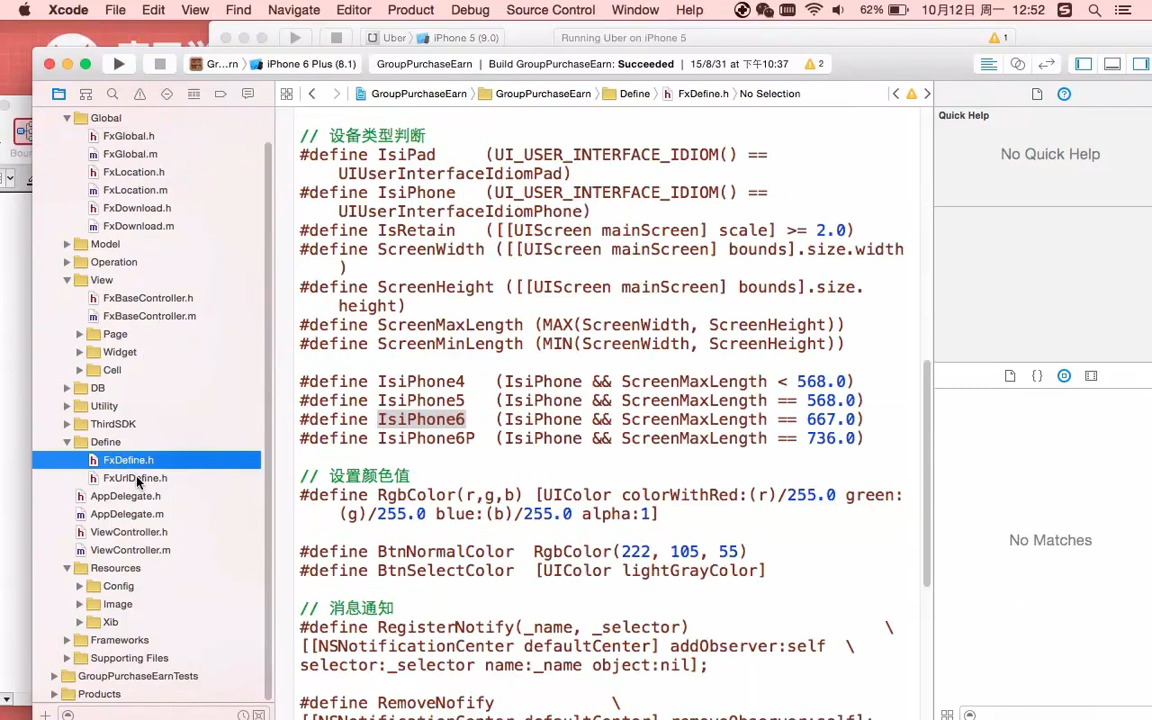 Xcode File Edit View Find Navigate Editor Product Debug Source Control Window Help 62% 10月12日 周一 12:52
Uber iPhone 5 (9.0) Running Uber on iPhone 5 1
Gr...rn iPhone 6 Plus (8.1) GroupPurchaseEarn Build GroupPurchaseEarn: Succeeded 15/8/31 at 下午10:37 2
GroupPurchaseEarn GroupPurchaseEarn Define FxDefine.h No Selection
Global
FxGlobal.h
FxGlobal.m
FxLocation.h
FxLocation.m
FxDownload.h
FxDownload.m
Model
Operation
View
FxBaseController.h
FxBaseController.m
Page
Widget
Cell
DB
Utility
ThirdSDK
Define
FxDefine.h
FxUrlDefine.h
AppDelegate.h
AppDelegate.m
ViewController.h
ViewController.m
Resources
Config
Image
Xib
Frameworks
Supporting Files
GroupPurchaseEarnTests
Products
// 设备类型判断
#define IsiPad (UI_USER_INTERFACE_IDIOM() ==
UIUserInterfaceIdiomPad)
#define IsiPhone (UI_USER_INTERFACE_IDIOM() ==
UIUserInterfaceIdiomPhone)
#define IsRetain ([[UIScreen mainScreen] scale] >= 2.0)
#define ScreenWidth ([[UIScreen mainScreen] bounds].size.width
)
#define ScreenHeight ([[UIScreen mainScreen] bounds].size.
height)
#define ScreenMaxLength (MAX(ScreenWidth, ScreenHeight))
#define ScreenMinLength (MIN(ScreenWidth, ScreenHeight))
#define IsiPhone4 (IsiPhone && ScreenMaxLength < 568.0)
#define IsiPhone5 (IsiPhone && ScreenMaxLength == 568.0)
#define IsiPhone6 (IsiPhone && ScreenMaxLength == 667.0)
#define IsiPhone6P (IsiPhone && ScreenMaxLength == 736.0)
// 设置颜色值
#define RgbColor(r,g,b) [UIColor colorWithRed:(r)/255.0 green:
(g)/255.0 blue:(b)/255.0 alpha:1]
#define BtnNormalColor RgbColor(222, 105, 55)
#define BtnSelectColor [UIColor lightGrayColor]
// 消息通知
#define RegisterNotify(_name, _selector) \
[[NSNotificationCenter defaultCenter] addObserver:self \
selector:_selector name:_name object:nil];
#define RemoveNofify \
[[NSNotificationCenter defaultCenter] removeObserver:self];
Quick Help
No Quick Help
No Matches